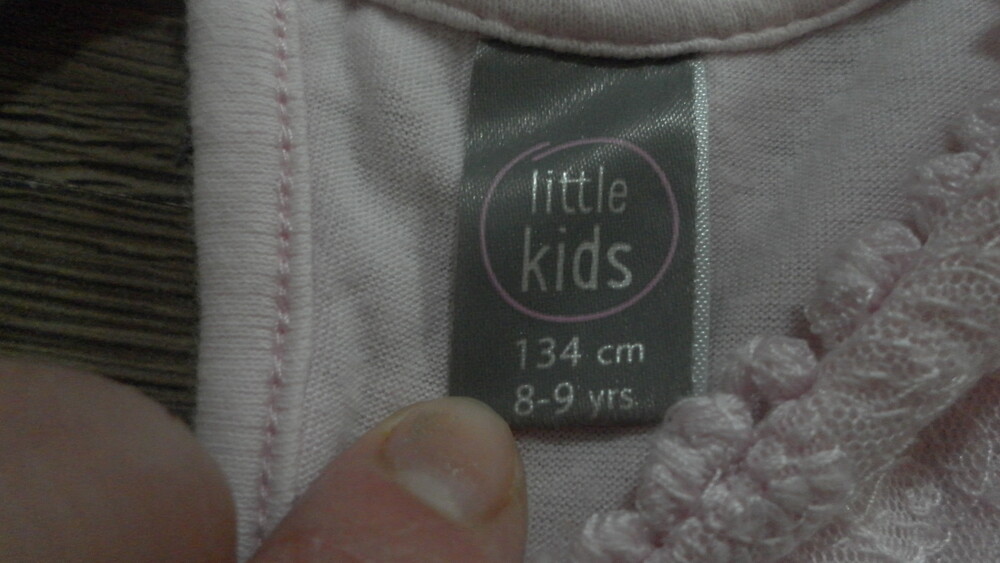 little
kids
134 cm
8-9 yrs.